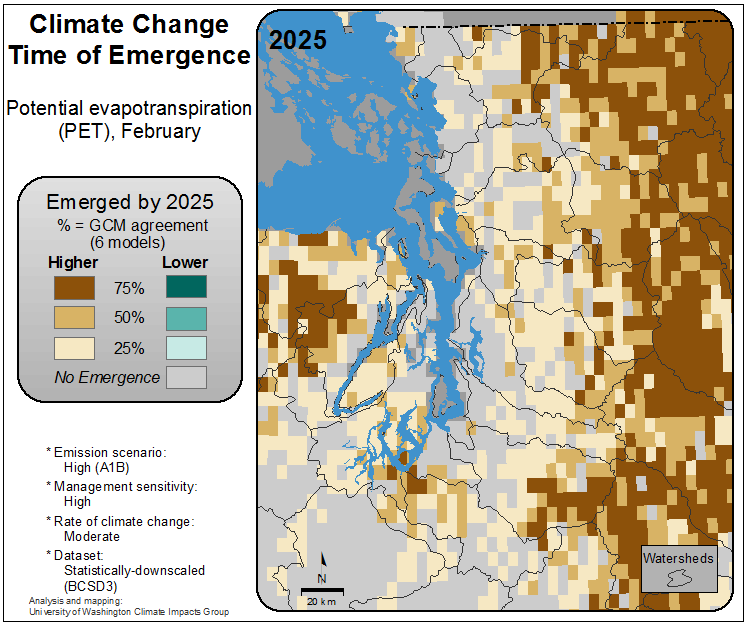 Climate Change
Time of Emergence
Potential evapotranspiration
(PET), February
Emerged by 2025
% = GCM agreement
(6 models)
Higher Lower
75%
50%
25%
No Emergence
* Emission scenario:
High (A1B)
* Management sensitivity:
High
* Rate of climate change:
Moderate
* Dataset:
Statistically-downscaled
(BCSD3)
Analysis and mapping:
University of Washington Climate Impacts Group
2025
N
20 km
Watersheds